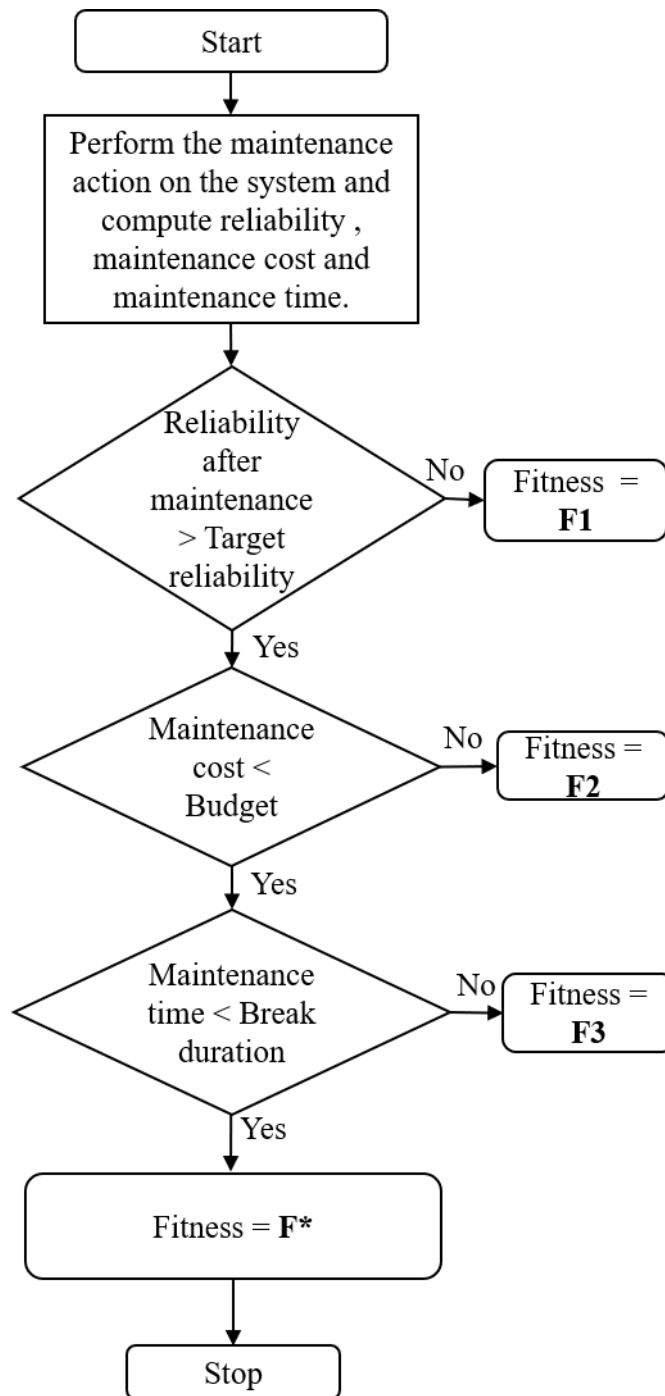 Start
Perform the maintenance
action on the system and
compute reliability ,
maintenance cost and
maintenance time.
Reliability
after
maintenance
> Target
reliability
No
Fitness =
F1
Yes
Maintenance
cost <
Budget
No
Fitness =
F2
Yes
Maintenance
time < Break
duration
No
Fitness =
F3
Yes
Fitness = F*
Stop